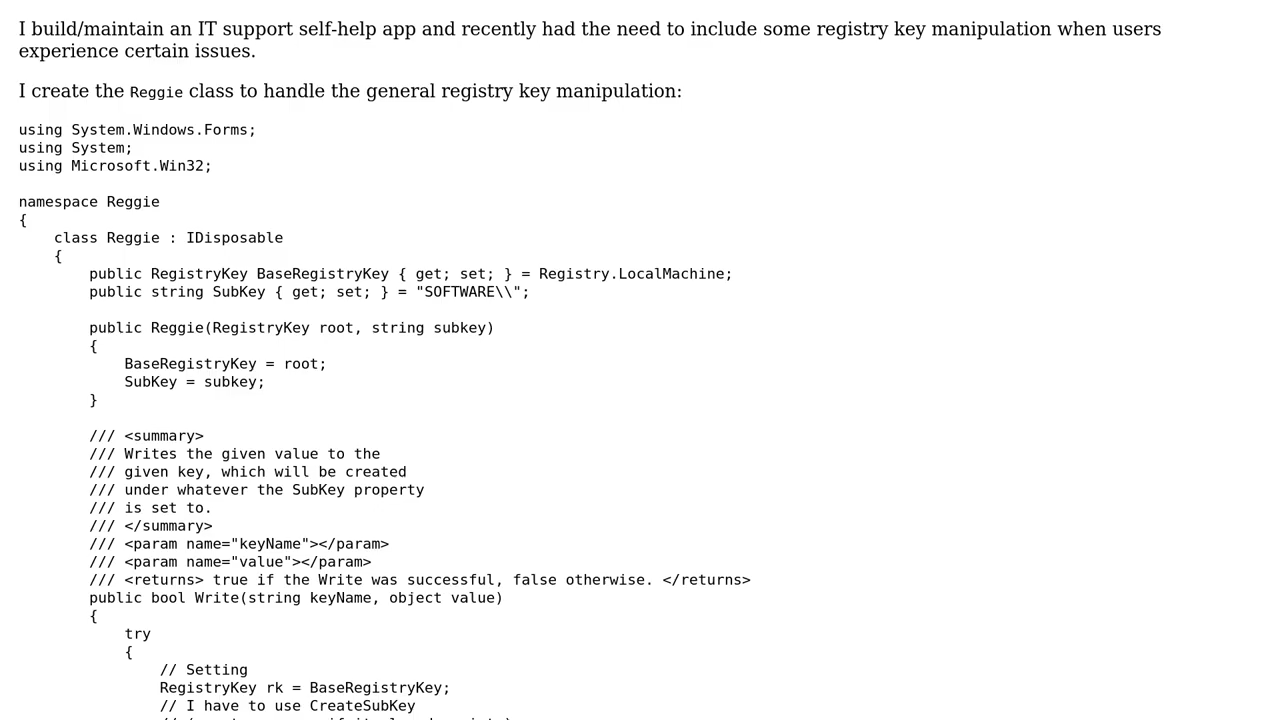 I build/maintain an IT support self-help app and recently had the need to include some registry key manipulation when users
experience certain issues.
I create the Reggie class to handle the general registry key manipulation:
using System.Windows.Forms;
using System;
using Microsoft.Win32;
namespace Reggie
{
    class Reggie : IDisposable
    {
        public RegistryKey BaseRegistryKey { get; set; } = Registry.LocalMachine;
        public string SubKey { get; set; } = "SOFTWARE\\";
        public Reggie(RegistryKey root, string subkey)
        {
            BaseRegistryKey = root;
            SubKey = subkey;
        }
        /// <summary>
        /// Writes the given value to the
        /// given key, which will be created
        /// under whatever the SubKey property
        /// is set to.
        /// </summary>
        /// <param name="keyName"></param>
        /// <param name="value"></param>
        /// <returns> true if the Write was successful, false otherwise. </returns>
        public bool Write(string keyName, object value)
        {
            try
            {
                // Setting
                RegistryKey rk = BaseRegistryKey;
                // I have to use CreateSubKey